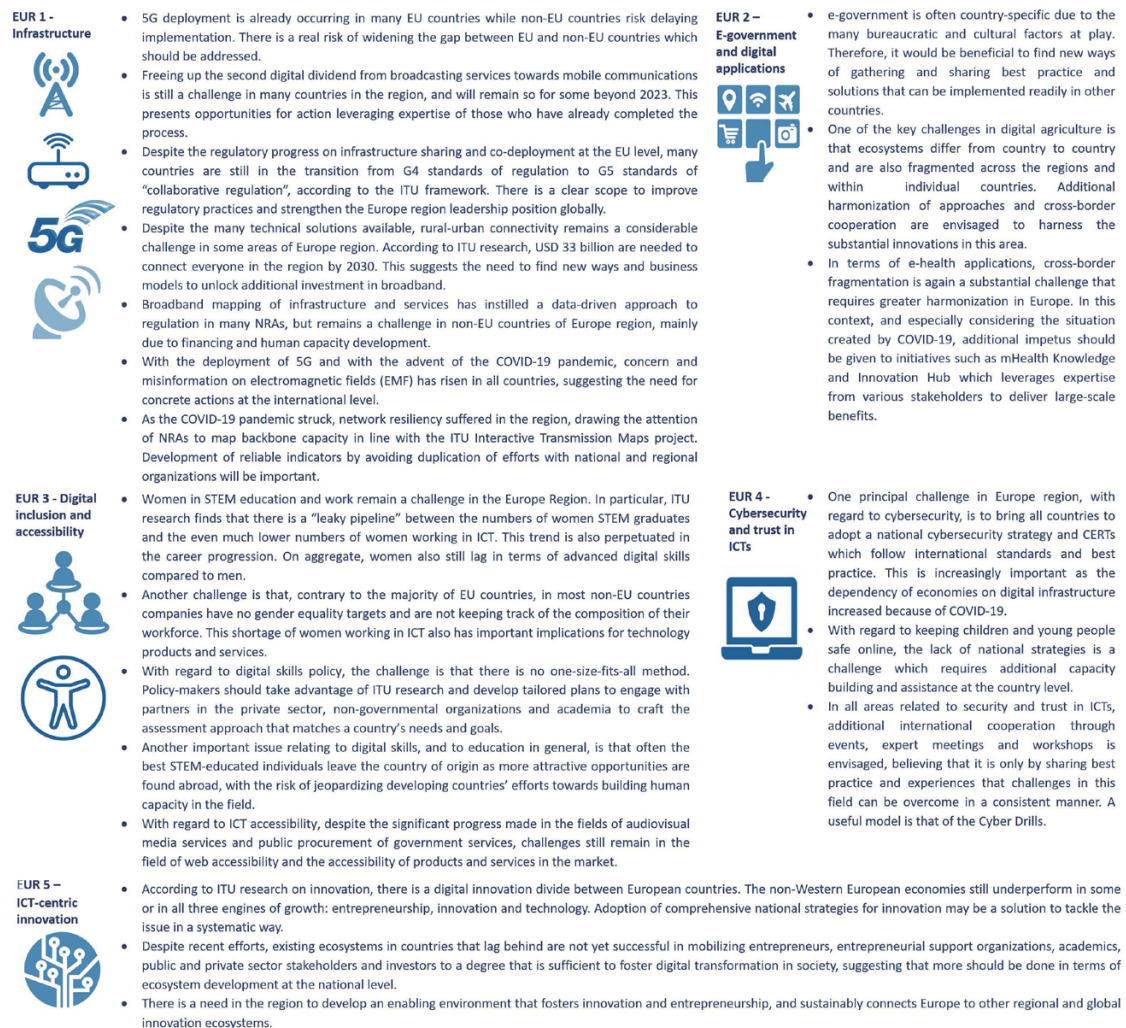 EUR 1 -
Infrastructure
• 5G deployment is already occurring in many EU countries while non-EU countries risk delaying
implementation. There is a real risk of widening the gap between EU and non-EU countries which
should be addressed.
• Freeing up the second digital dividend from broadcasting services towards mobile communications
is still a challenge in many countries in the region, and will remain so for some beyond 2023. This
presents opportunities for action leveraging expertise of those who have already completed the
process.
• Despite the regulatory progress on infrastructure sharing and co-deployment at the EU level, many
countries are still in the transition from G4 standards of regulation to G5 standards of
“collaborative regulation”, according to the ITU framework. There is a clear scope to improve
regulatory practices and strengthen the Europe region leadership position globally.
• Despite the many technical solutions available, rural-urban connectivity remains a considerable
challenge in some areas of Europe region. According to ITU research, USD 33 billion are needed to
connect everyone in the region by 2030. This suggests the need to find new ways and business
models to unlock additional investment in broadband.
• Broadband mapping of infrastructure and services has instilled a data-driven approach to
regulation in many NRAs, but remains a challenge in non-EU countries of Europe region, mainly
due to financing and human capacity development.
• With the deployment of 5G and with the advent of the COVID-19 pandemic, concern and
misinformation on electromagnetic fields (EMF) has risen in all countries, suggesting the need for
concrete actions at the international level.
• As the COVID-19 pandemic struck, network resiliency suffered in the region, drawing the attention
of NRAs to map backbone capacity in line with the ITU Interactive Transmission Maps project.
Development of reliable indicators by avoiding duplication of efforts with national and regional
organizations will be important.
5G
EUR 2 –
E-government
and digital
applications
• e-government is often country-specific due to the
many bureaucratic and cultural factors at play.
Therefore, it would be beneficial to find new ways
of gathering and sharing best practice and
solutions that can be implemented readily in other
countries.
• One of the key challenges in digital agriculture is
that ecosystems differ from country to country
and are also fragmented across the regions and
within individual countries. Additional
harmonization of approaches and cross-border
cooperation are envisaged to harness the
substantial innovations in this area.
• In terms of e-health applications, cross-border
fragmentation is again a substantial challenge that
requires greater harmonization in Europe. In this
context, and especially considering the situation
created by COVID-19, additional impetus should
be given to initiatives such as mHealth Knowledge
and Innovation Hub which leverages expertise
from various stakeholders to deliver large-scale
benefits.
EUR 3 - Digital
inclusion and
accessibility
• Women in STEM education and work remain a challenge in the Europe Region. In particular, ITU
research finds that there is a “leaky pipeline” between the numbers of women STEM graduates
and the even much lower numbers of women working in ICT. This trend is also perpetuated in
the career progression. On aggregate, women also still lag in terms of advanced digital skills
compared to men.
• Another challenge is that, contrary to the majority of EU countries, in most non-EU countries
companies have no gender equality targets and are not keeping track of the composition of their
workforce. This shortage of women working in ICT also has important implications for technology
products and services.
• With regard to digital skills policy, the challenge is that there is no one-size-fits-all method.
Policy-makers should take advantage of ITU research and develop tailored plans to engage with
partners in the private sector, non-governmental organizations and academia to craft the
assessment approach that matches a country’s needs and goals.
• Another important issue relating to digital skills, and to education in general, is that often the
best STEM-educated individuals leave the country of origin as more attractive opportunities are
found abroad, with the risk of jeopardizing developing countries’ efforts towards building human
capacity in the field.
• With regard to ICT accessibility, despite the significant progress made in the fields of audiovisual
media services and public procurement of government services, challenges still remain in the
field of web accessibility and the accessibility of products and services in the market.
EUR 4 -
Cybersecurity
and trust in
ICTs
• One principal challenge in Europe region, with
regard to cybersecurity, is to bring all countries to
adopt a national cybersecurity strategy and CERTs
which follow international standards and best
practice. This is increasingly important as the
dependency of economies on digital infrastructure
increased because of COVID-19.
• With regard to keeping children and young people
safe online, the lack of national strategies is a
challenge which requires additional capacity
building and assistance at the country level.
• In all areas related to security and trust in ICTs,
additional international cooperation through
events, expert meetings and workshops is
envisaged, believing that it is only by sharing best
practice and experiences that challenges in this
field can be overcome in a consistent manner. A
useful model is that of the Cyber Drills.
EUR 5 –
ICT-centric
innovation
• According to ITU research on innovation, there is a digital innovation divide between European countries. The non-Western European economies still underperform in some
or in all three engines of growth: entrepreneurship, innovation and technology. Adoption of comprehensive national strategies for innovation may be a solution to tackle the
issue in a systematic way.
• Despite recent efforts, existing ecosystems in countries that lag behind are not yet successful in mobilizing entrepreneurs, entrepreneurial support organizations, academics,
public and private sector stakeholders and investors to a degree that is sufficient to foster digital transformation in society, suggesting that more should be done in terms of
ecosystem development at the national level.
• There is a need in the region to develop an enabling environment that fosters innovation and entrepreneurship, and sustainably connects Europe to other regional and global
innovation ecosystems.